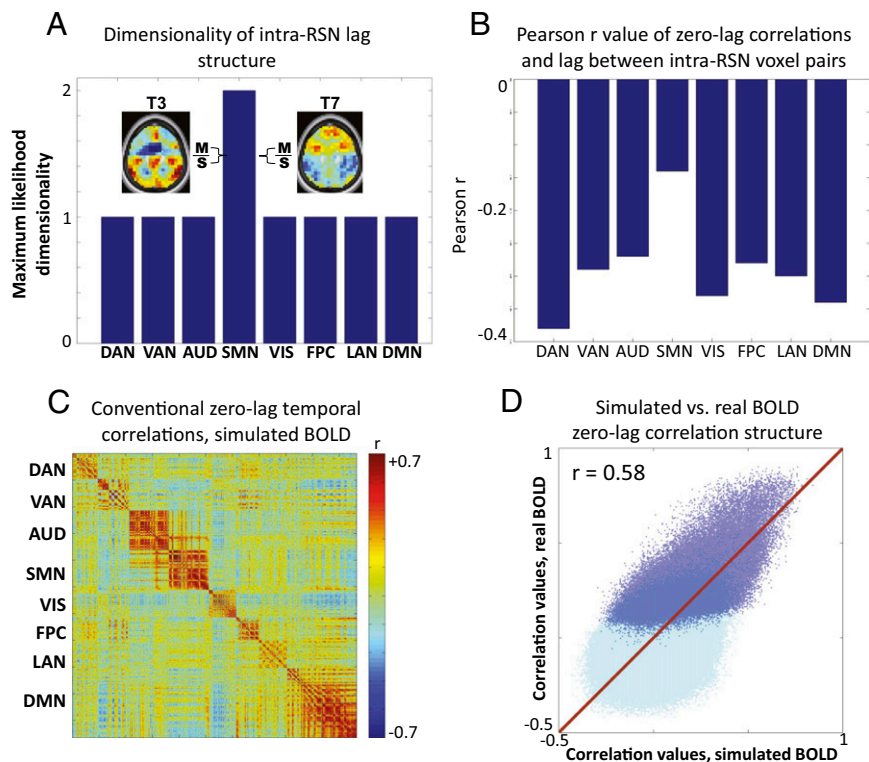 A
Dimensionality of intra-RSN lag
structure
Maximum likelihood
dimensionality
2
1
0
T3
T7
M
S
M
S
DAN VAN AUD SMN VIS FPC LAN DMN
B
Pearson r value of zero-lag correlations
and lag between intra-RSN voxel pairs
Pearson r
0
-0.2
-0.4
DAN VAN AUD SMN VIS FPC LAN DMN
C
Conventional zero-lag temporal
correlations, simulated BOLD
r
+0.7
-0.7
DAN
VAN
AUD
SMN
VIS
FPC
LAN
DMN
D
Simulated vs. real BOLD
zero-lag correlation structure
r = 0.58
Correlation values, real BOLD
1
-0.5
-0.5
1
Correlation values, simulated BOLD